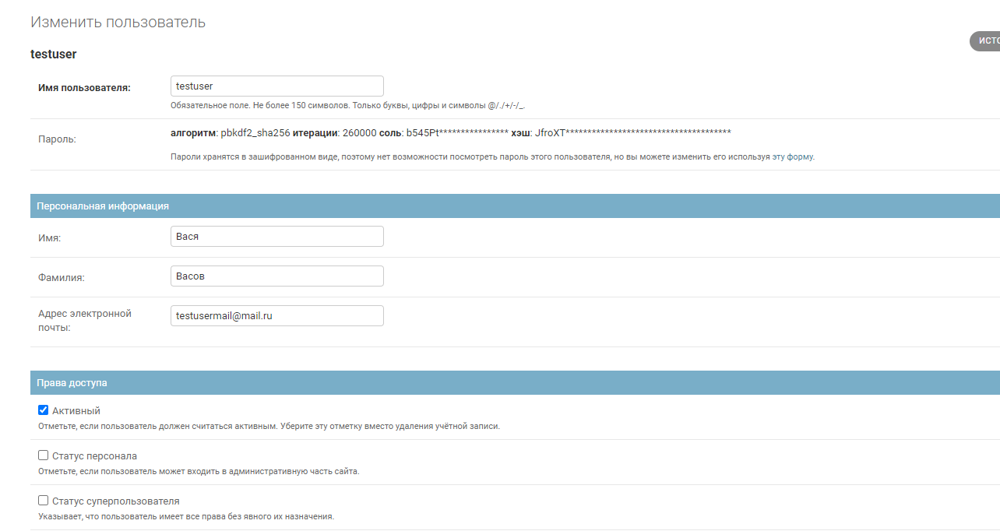 Изменить пользователь
ИСТО
testuser
Имя пользователя: testuser
Обязательное поле. Не более 150 символов. Только буквы, цифры и символы @/./+/-/_.
Пароль: алгоритм: pbkdf2_sha256 итерации: 260000 соль: b545Pt**************** хэш: JfroXT**************************************
Пароли хранятся в зашифрованном виде, поэтому нет возможности посмотреть пароль этого пользователя, но вы можете изменить его используя эту форму.
Персональная информация
Имя: Вася
Фамилия: Васов
Адрес электронной
почты: testusermail@mail.ru
Права доступа
Активный
Отметьте, если пользователь должен считаться активным. Уберите эту отметку вместо удаления учётной записи.
Статус персонала
Отметьте, если пользователь может входить в административную часть сайта.
Статус суперпользователя
Указывает, что пользователь имеет все права без явного их назначения.